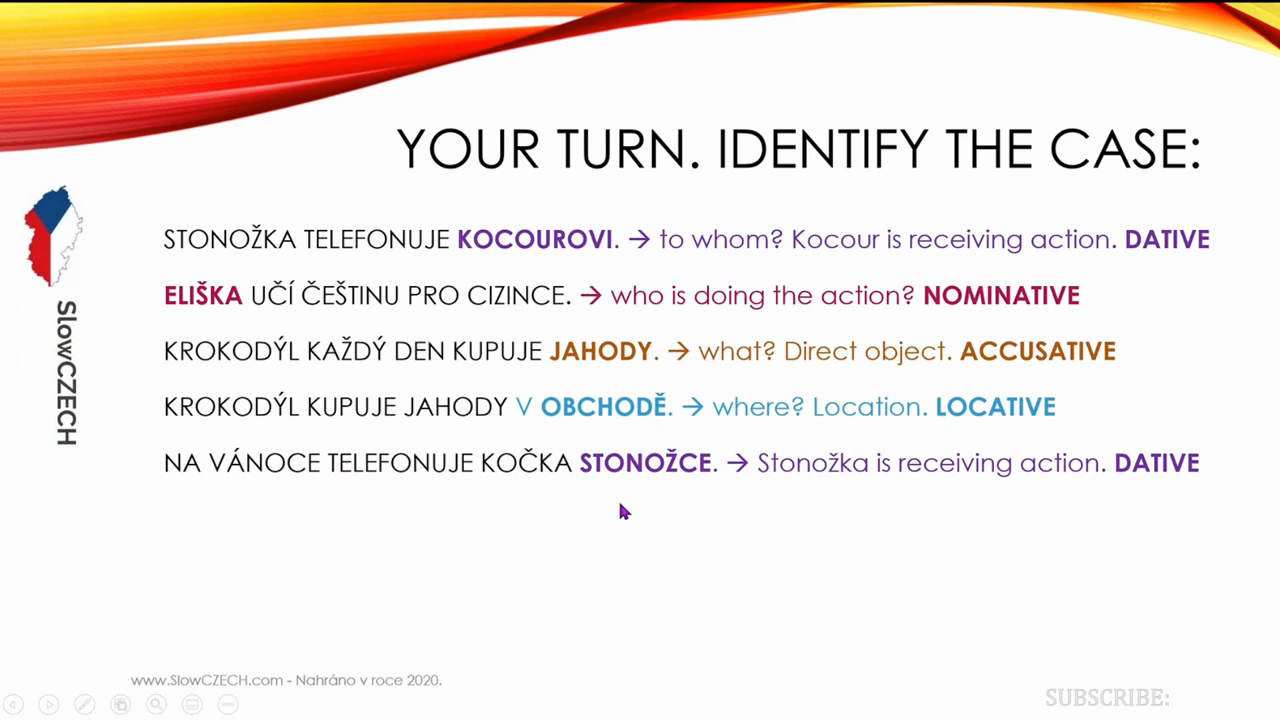 YOUR TURN. IDENTIFY THE CASE:
SlowCZECH
STONOŽKA TELEFONUJE KOCOUROVI. → to whom? Kocour is receiving action. DATIVE
ELIŠKA UČÍ ČEŠTINU PRO CIZINCE. → who is doing the action? NOMINATIVE
KROKODÝL KAŽDÝ DEN KUPUJE JAHODY. → what? Direct object. ACCUSATIVE
KROKODÝL KUPUJE JAHODY V OBCHODĚ. → where? Location. LOCATIVE
NA VÁNOCE TELEFONUJE KOČKA STONOŽCE. → Stonožka is receiving action. DATIVE
www.SlowCZECH.com - Nahráno v roce 2020.
SUBSCRIBE: